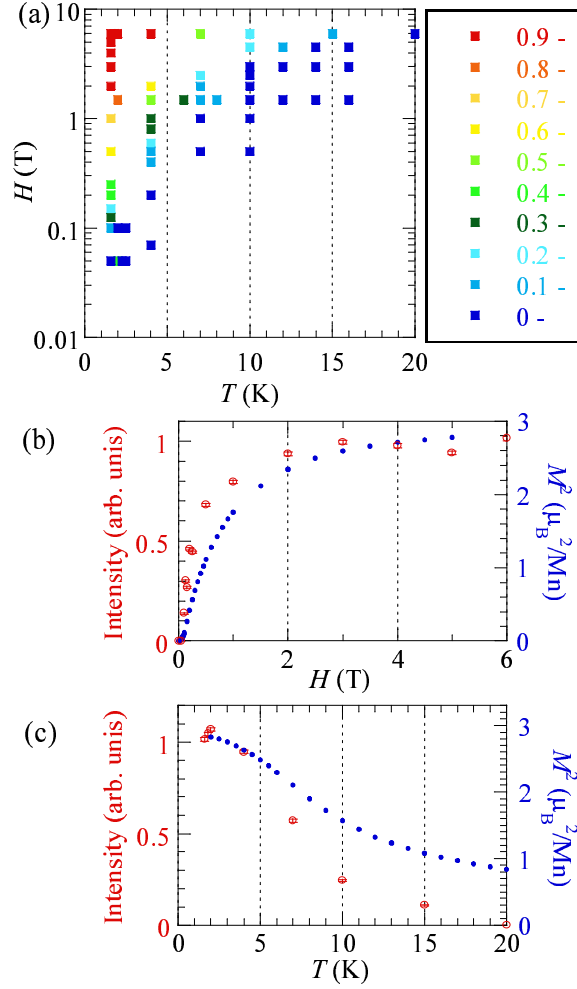 (a)
H (T)
10
1
0.1
0.01
0 5 10 15 20
T (K)
0.9 -
0.8 -
0.7 -
0.6 -
0.5 -
0.4 -
0.3 -
0.2 -
0.1 -
0 -
(b)
Intensity (arb. unis)
1
0.5
0
3
2
1
0
M² (μB²/Mn)
0 2 4 6
H (T)
(c)
Intensity (arb. unis)
1
0.5
0
3
2
1
0
M² (μB²/Mn)
0 5 10 15 20
T (K)